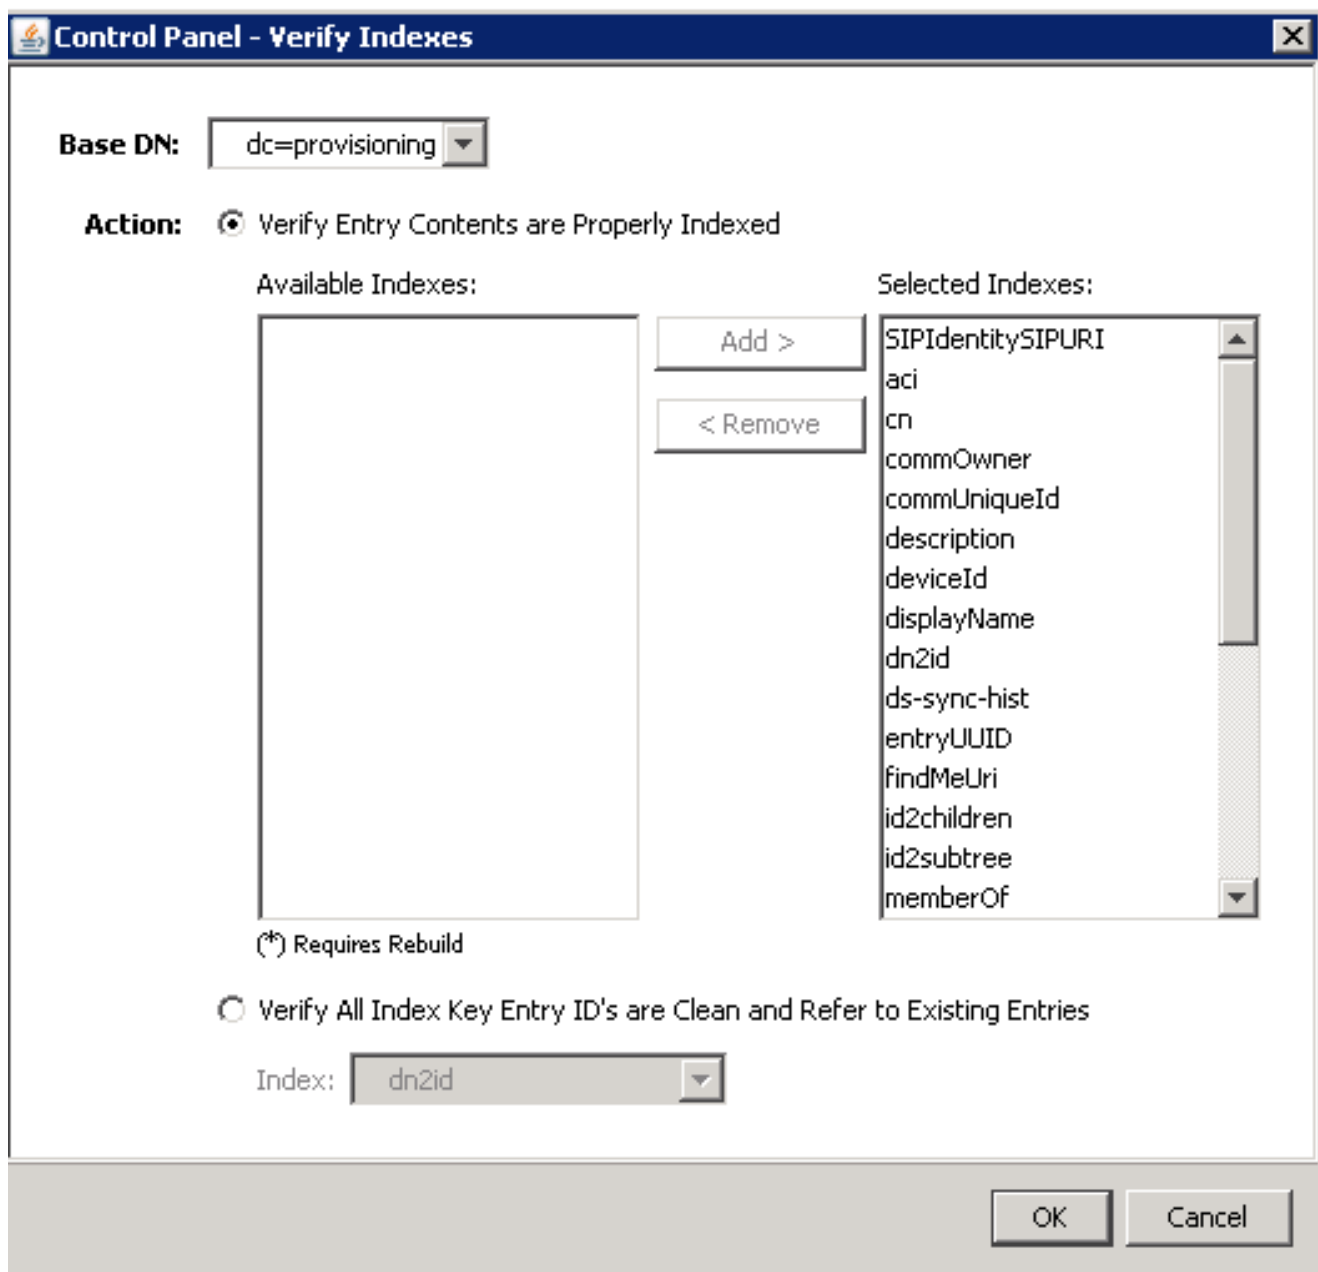 Control Panel - Verify Indexes
Base DN: dc=provisioning
Action: Verify Entry Contents are Properly Indexed
Available Indexes: Selected Indexes:
Add >
< Remove
SIPIdentitySIPURI
aci
cn
commOwner
commUniqueId
description
deviceId
displayName
dn2id
ds-sync-hist
entryUUID
findMeUri
id2children
id2subtree
memberOf
(*) Requires Rebuild
Verify All Index Key Entry ID's are Clean and Refer to Existing Entries
Index: dn2id
OK Cancel